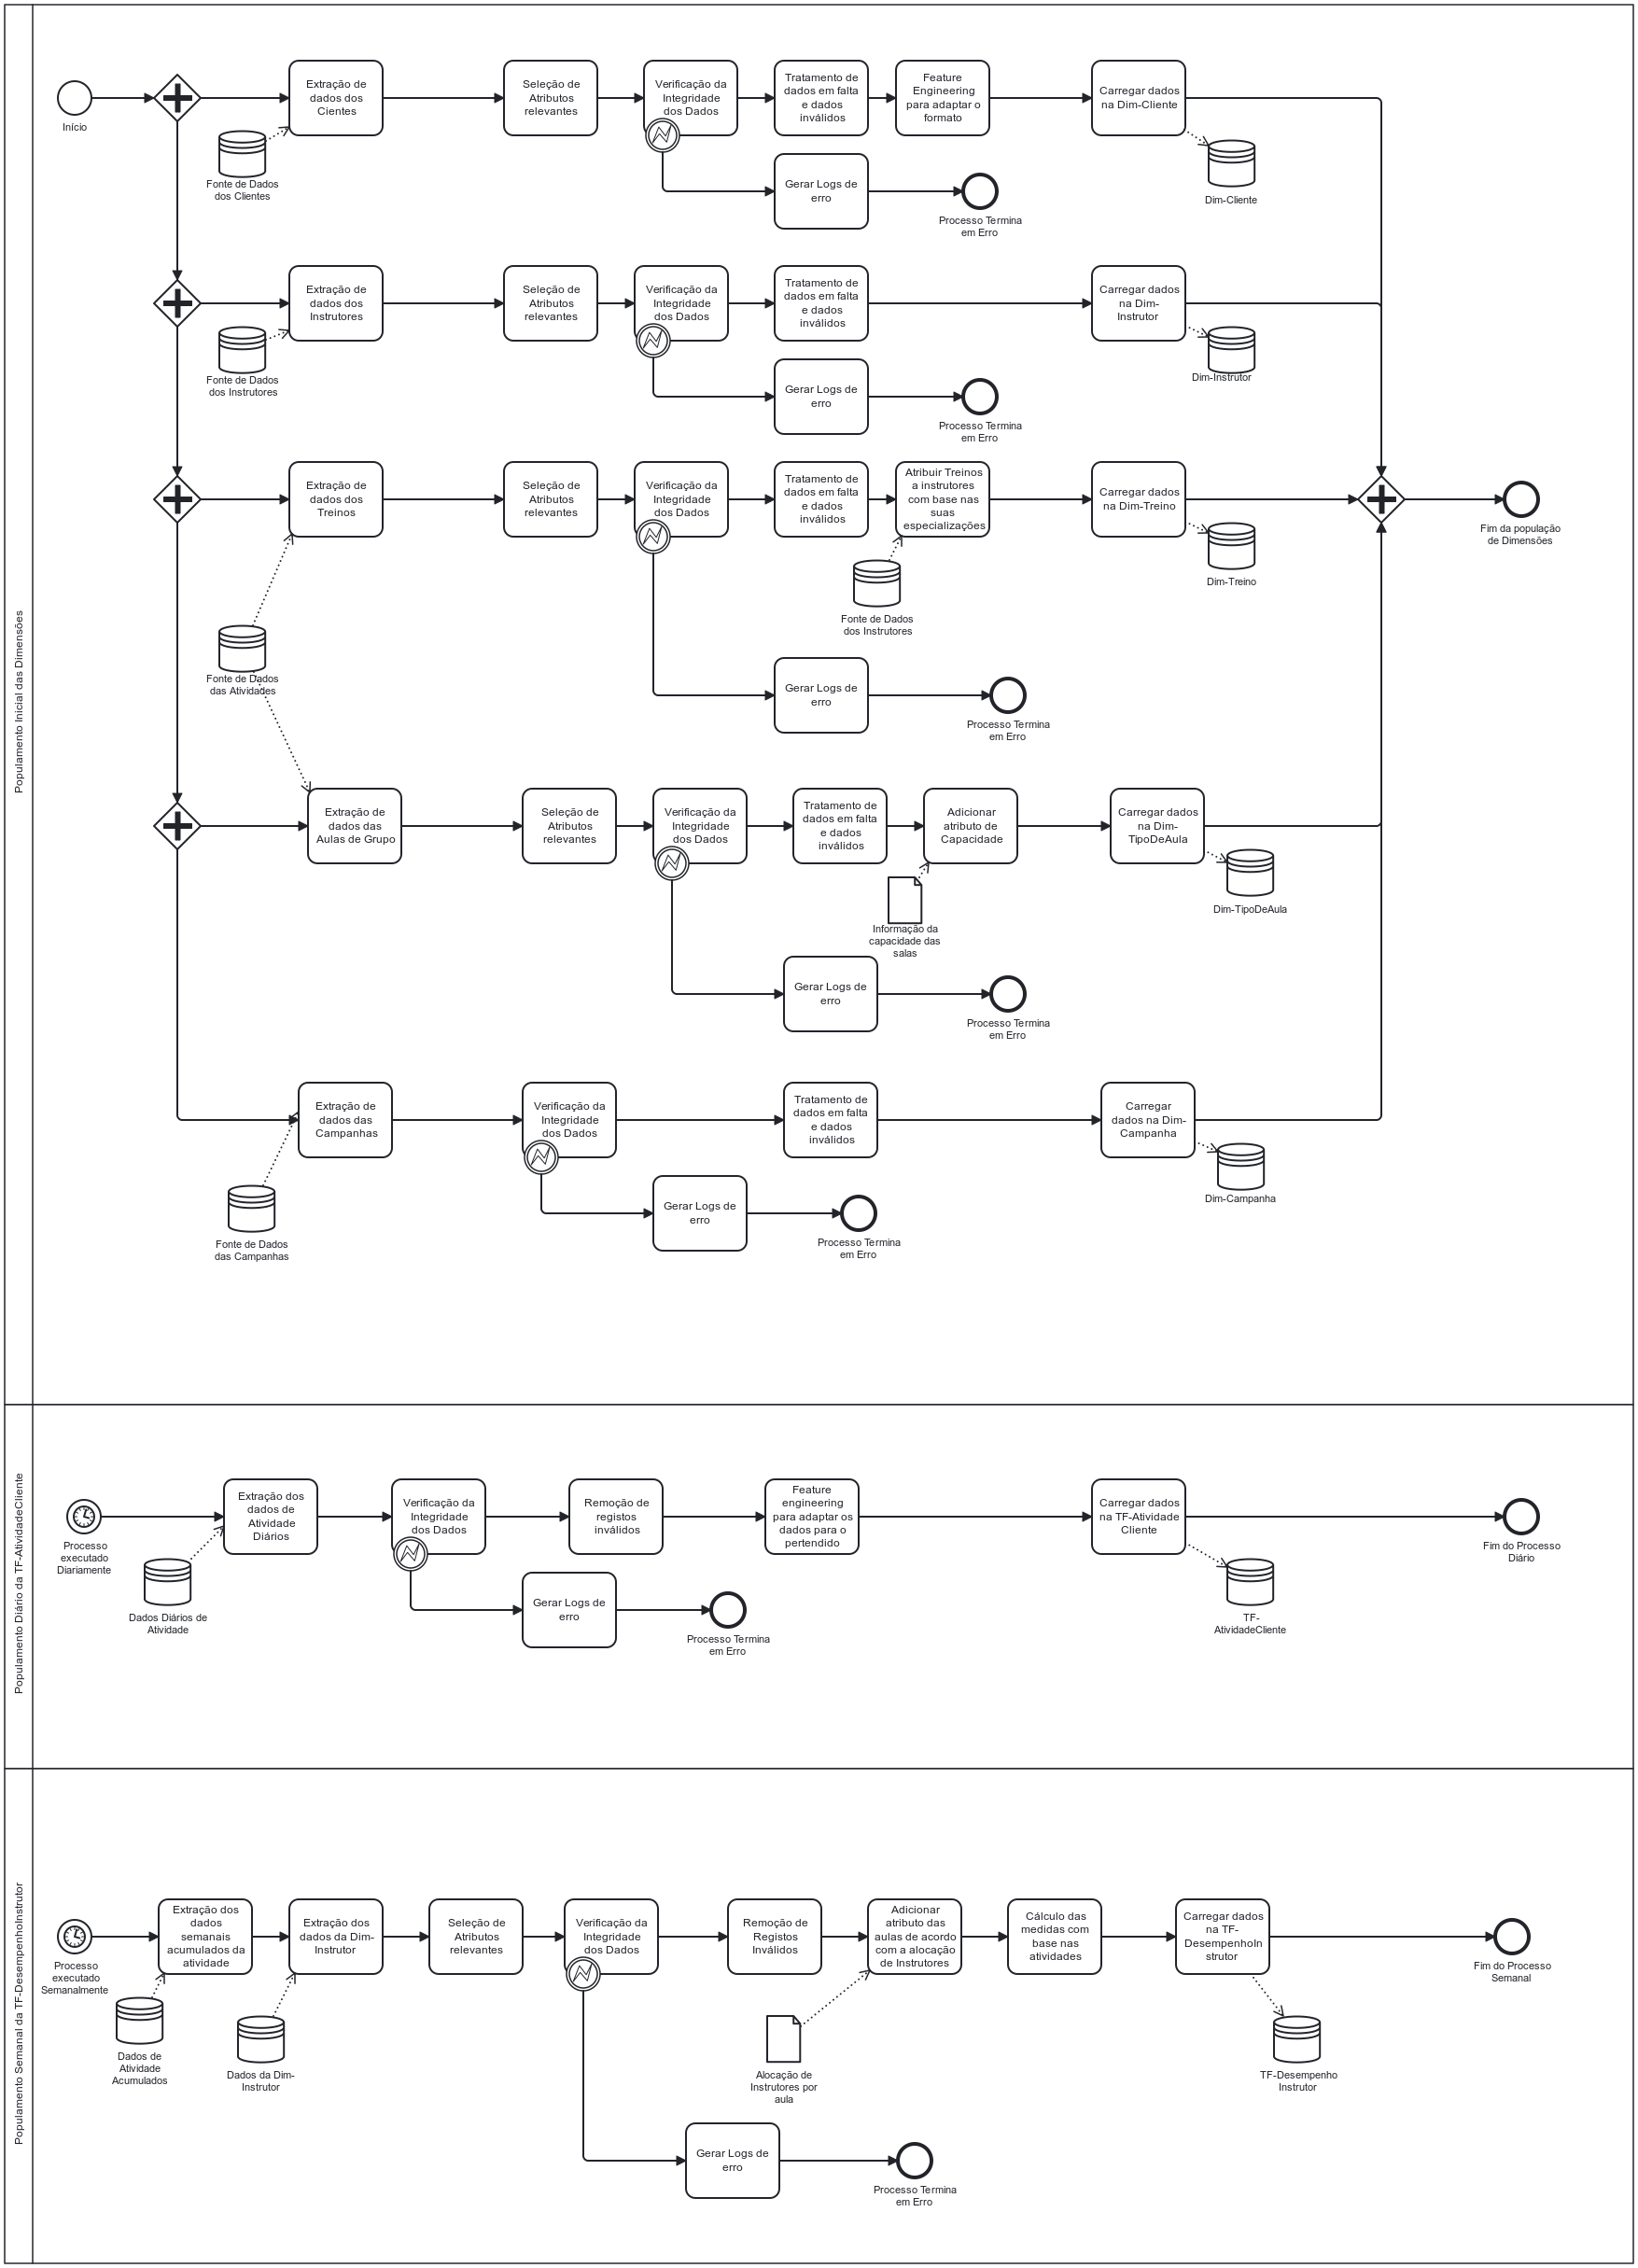 Populamento Inicial das Dimensões
Início
Extração de
dados dos
Cientes
Seleção de
Atributos
relevantes
Verificação da
Integridade
dos Dados
Tratamento de
dados em falta
e dados
inválidos
Feature
Engineering
para adaptar o
formato
Carregar dados
na Dim-Cliente
Fonte de Dados
dos Clientes
Dim-Cliente
Gerar Logs de
erro
Processo Termina
em Erro
Extração de
dados dos
Instrutores
Seleção de
Atributos
relevantes
Verificação da
Integridade
dos Dados
Tratamento de
dados em falta
e dados
inválidos
Carregar dados
na Dim-
Instrutor
Fonte de Dados
dos Instrutores
Dim-Instrutor
Gerar Logs de
erro
Processo Termina
em Erro
Extração de
dados dos
Treinos
Seleção de
Atributos
relevantes
Verificação da
Integridade
dos Dados
Tratamento de
dados em falta
e dados
inválidos
Atribuir Treinos
a instrutores
com base nas
suas
especializações
Carregar dados
na Dim-Treino
Fim da população
de Dimensões
Dim-Treino
Fonte de Dados
dos Instrutores
Fonte de Dados
das Atividades
Gerar Logs de
erro
Processo Termina
em Erro
Extração de
dados das
Aulas de Grupo
Seleção de
Atributos
relevantes
Verificação da
Integridade
dos Dados
Tratamento de
dados em falta
e dados
inválidos
Adicionar
atributo de
Capacidade
Carregar dados
na Dim-
TipoDeAula
Dim-TipoDeAula
Informação da
capacidade das
salas
Gerar Logs de
erro
Processo Termina
em Erro
Extração de
dados das
Campanhas
Verificação da
Integridade
dos Dados
Tratamento de
dados em falta
e dados
inválidos
Carregar
dados na Dim-
Campanha
Dim-Campanha
Gerar Logs de
erro
Processo Termina
em Erro
Fonte de Dados
das Campanhas
Populamento Diário da TF-AtividadeCliente
Processo
executado
Diariamente
Extração dos
dados de
Atividade
Diários
Verificação da
Integridade
dos Dados
Remoção de
registos
inválidos
Feature
engineering
para adaptar os
dados para o
pertendido
Carregar dados
na TF-Atividade
Cliente
Fim do Processo
Diário
Dados Diários de
Atividade
TF-
AtividadeCliente
Gerar Logs de
erro
Processo Termina
em Erro
Populamento Semanal da TF-DesempenhoInstrutor
Processo
executado
Semanalmente
Extração dos
dados
semanais
acumulados da
atividade
Extração dos
dados da Dim-
Instrutor
Seleção de
Atributos
relevantes
Verificação da
Integridade
dos Dados
Remoção de
Registos
Inválidos
Adicionar
atributo das
aulas de acordo
com a alocação
de Instrutores
Cálculo das
medidas com
base nas
atividades
Carregar dados
na TF-
DesempenhoIn
strutor
Fim do Processo
Semanal
Dados de
Atividade
Acumulados
Dados da Dim-
Instrutor
Alocação de
Instrutores por
aula
TF-Desempenho
Instrutor
Gerar Logs de
erro
Processo Termina
em Erro